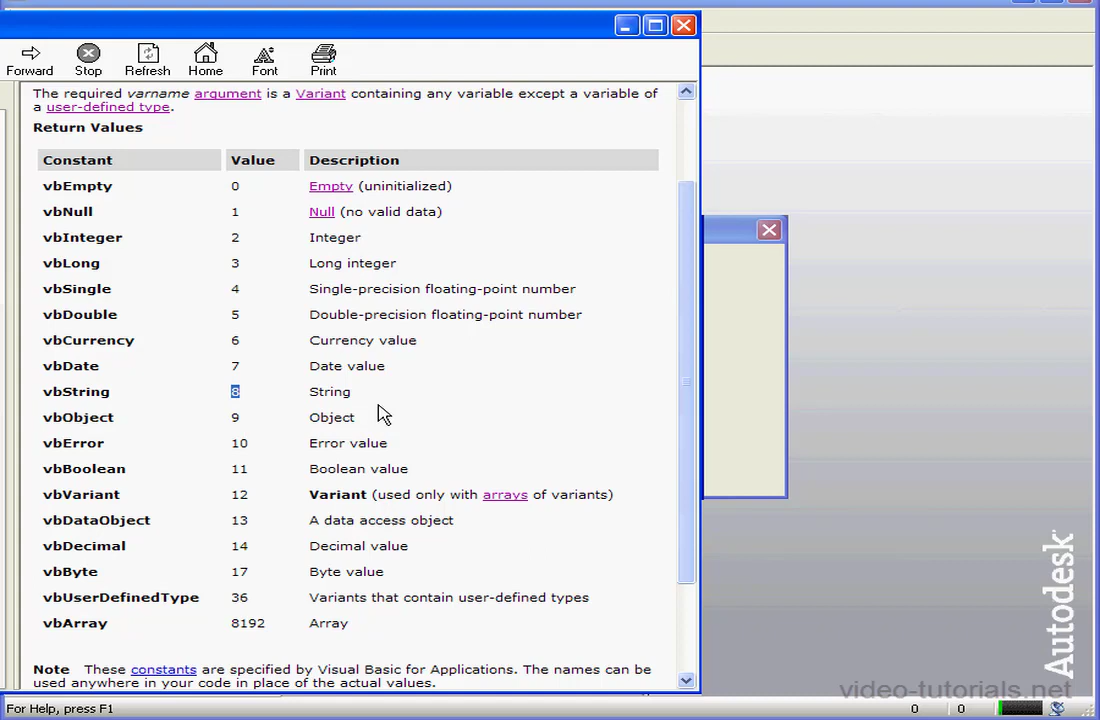 Forward Stop Refresh Home Font Print
The required varname argument is a Variant containing any variable except a variable of
a user-defined type.
Return Values
Constant Value Description
vbEmpty 0 Empty (uninitialized)
vbNull 1 Null (no valid data)
vbInteger 2 Integer
vbLong 3 Long integer
vbSingle 4 Single-precision floating-point number
vbDouble 5 Double-precision floating-point number
vbCurrency 6 Currency value
vbDate 7 Date value
vbString 8 String
vbObject 9 Object
vbError 10 Error value
vbBoolean 11 Boolean value
vbVariant 12 Variant (used only with arrays of variants)
vbDataObject 13 A data access object
vbDecimal 14 Decimal value
vbByte 17 Byte value
vbUserDefinedType 36 Variants that contain user-defined types
vbArray 8192 Array
Note These constants are specified by Visual Basic for Applications. The names can be
used anywhere in your code in place of the actual values.
Autodesk
video-tutorials.net
For Help, press F1 0 0